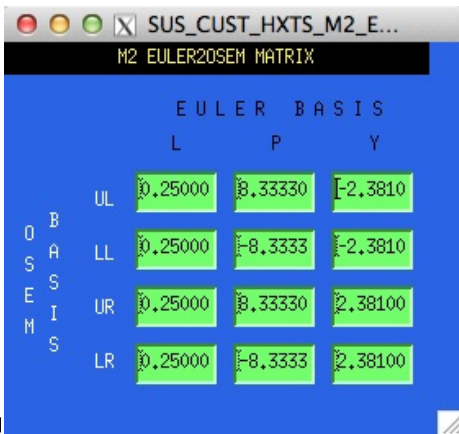 SUS_CUST_HXTS_M2_E...
M2 EULER2OSEM MATRIX
EULER BASIS
L P Y
OSEM BASIS
UL 0.25000 8.33330 -2.3810
LL 0.25000 -8.3333 -2.3810
UR 0.25000 8.33330 2.38100
LR 0.25000 -8.3333 2.38100